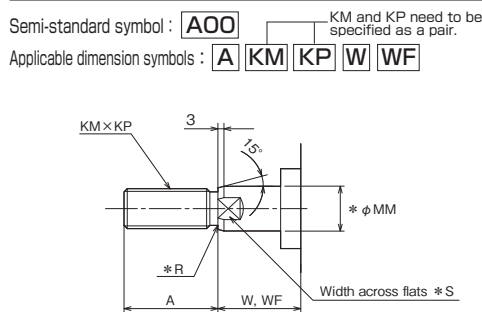 Semi-standard symbol : A00
KM and KP need to be
specified as a pair.
Applicable dimension symbols : A KM KP W WF
KM×KP
3
15°
* φMM
*R
Width across flats *S
A
W, WF